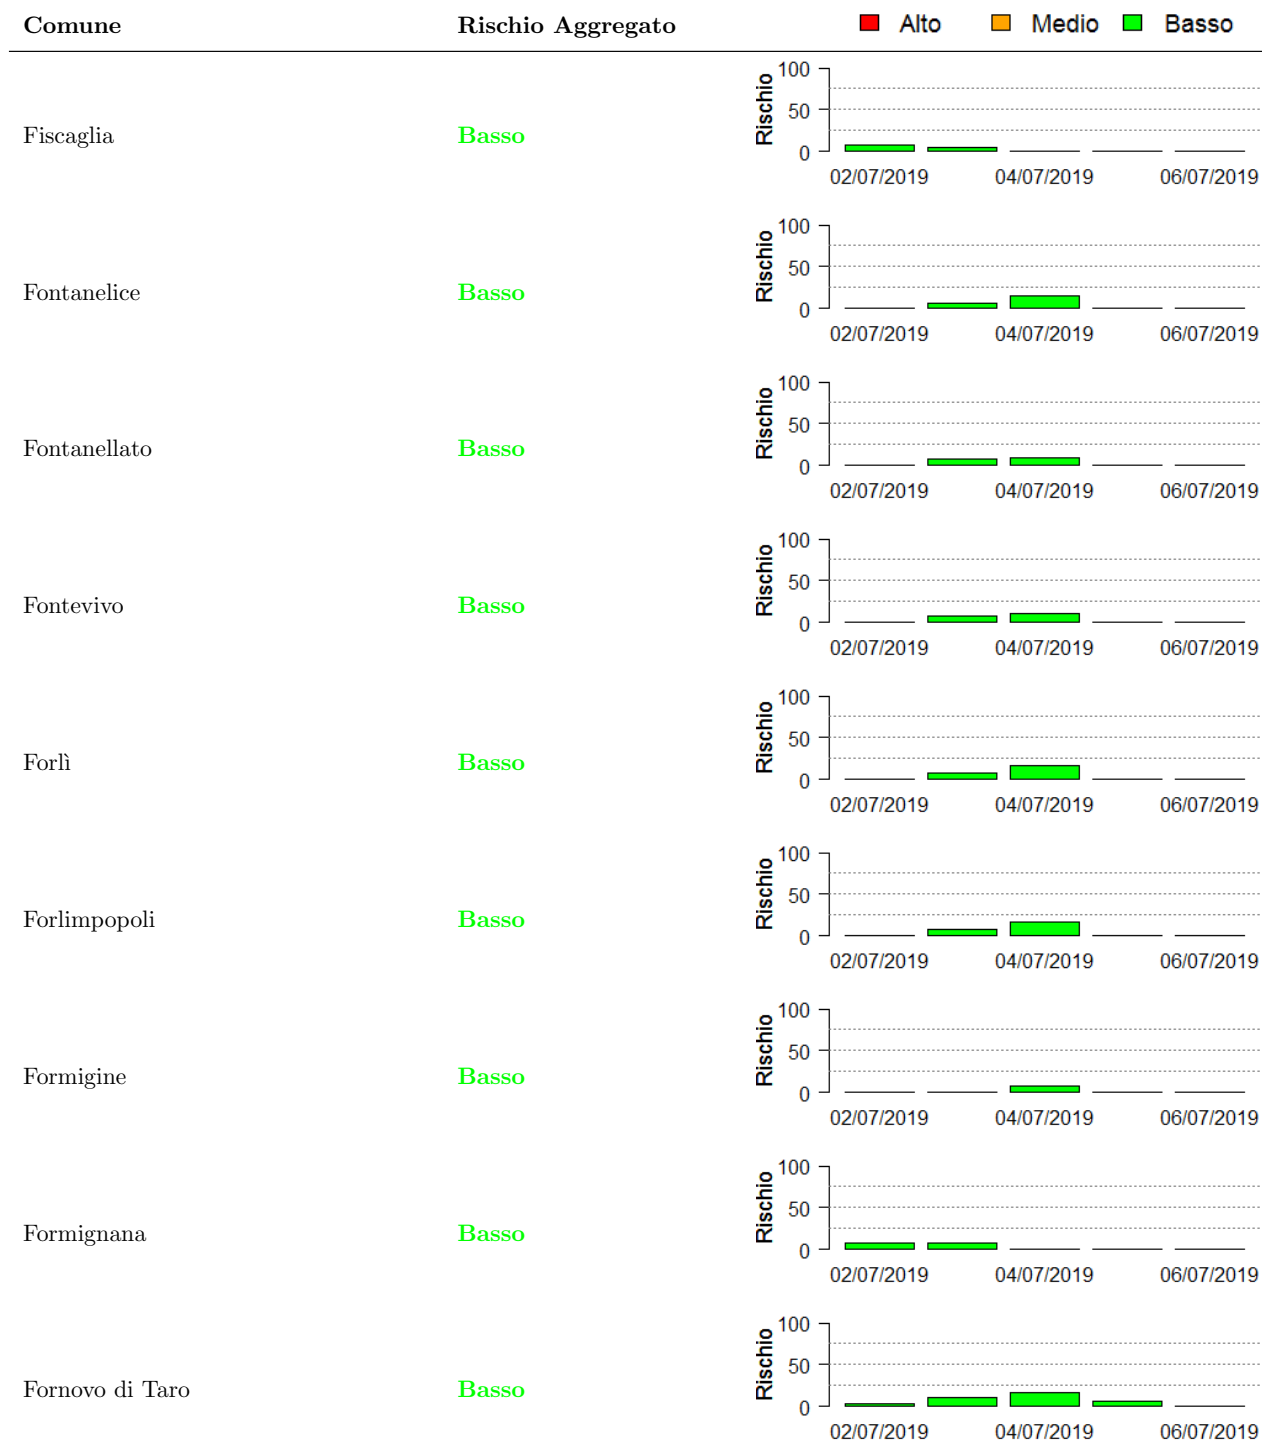 Comune Rischio Aggregato Alto Medio Basso
Fiscaglia Basso
Rischio
100
50
0
02/07/2019 04/07/2019 06/07/2019
Fontanelice Basso
Rischio
100
50
0
02/07/2019 04/07/2019 06/07/2019
Fontanellato Basso
Rischio
100
50
0
02/07/2019 04/07/2019 06/07/2019
Fontevivo Basso
Rischio
100
50
0
02/07/2019 04/07/2019 06/07/2019
Forlì Basso
Rischio
100
50
0
02/07/2019 04/07/2019 06/07/2019
Forlimpopoli Basso
Rischio
100
50
0
02/07/2019 04/07/2019 06/07/2019
Formigine Basso
Rischio
100
50
0
02/07/2019 04/07/2019 06/07/2019
Formignana Basso
Rischio
100
50
0
02/07/2019 04/07/2019 06/07/2019
Fornovo di Taro Basso
Rischio
100
50
0
02/07/2019 04/07/2019 06/07/2019